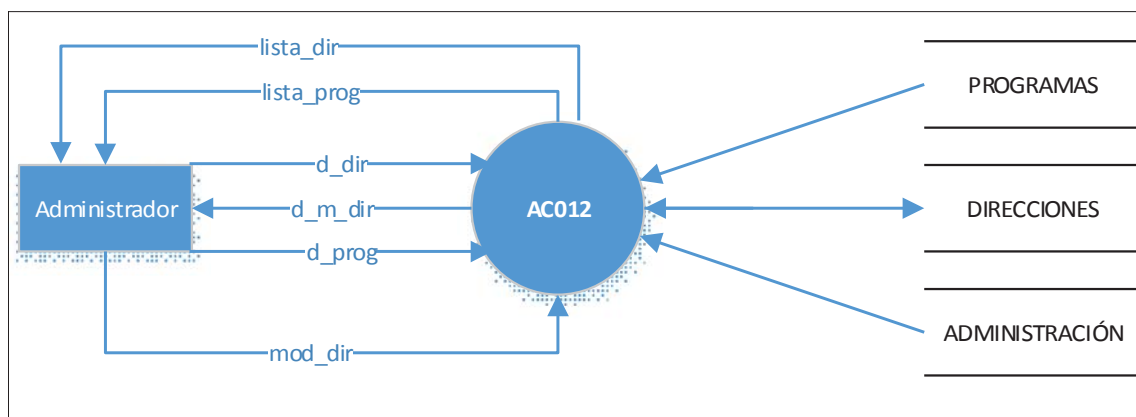 lista_dir
lista_prog
PROGRAMAS
d_dir
Administrador
d_m_dir
AC012
DIRECCIONES
d_prog
ADMINISTRACIÓN
mod_dir